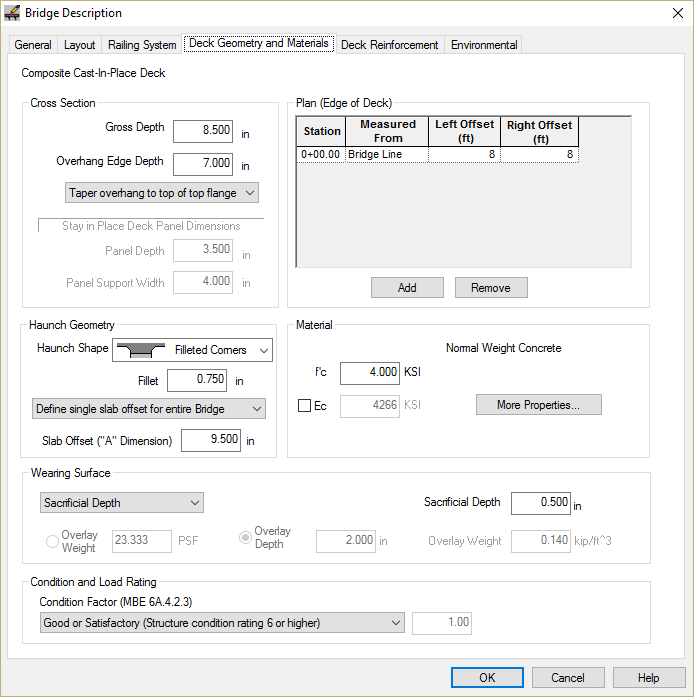 Bridge Description
General Layout Railing System Deck Geometry and Materials Deck Reinforcement Environmental
Composite Cast-In-Place Deck
Cross Section
Gross Depth 8.500 in
Overhang Edge Depth 7.000 in
Taper overhang to top of top flange
Stay in Place Deck Panel Dimensions
Panel Depth 3.500 in
Panel Support Width 4.000 in
Plan (Edge of Deck)
Station Measured From Left Offset (ft) Right Offset (ft)
0+00.00 Bridge Line 8 8
Add Remove
Haunch Geometry
Haunch Shape Filleted Corners
Fillet 0.750 in
Define single slab offset for entire Bridge
Slab Offset ("A" Dimension) 9.500 in
Material
Normal Weight Concrete
f'c 4.000 KSI
Ec 4266 KSI More Properties...
Wearing Surface
Sacrificial Depth Sacrificial Depth 0.500 in
Overlay Weight 23.333 PSF Overlay Depth 2.000 in Overlay Weight 0.140 kip/ft^3
Condition and Load Rating
Condition Factor (MBE 6A.4.2.3)
Good or Satisfactory (Structure condition rating 6 or higher) 1.00
OK Cancel Help